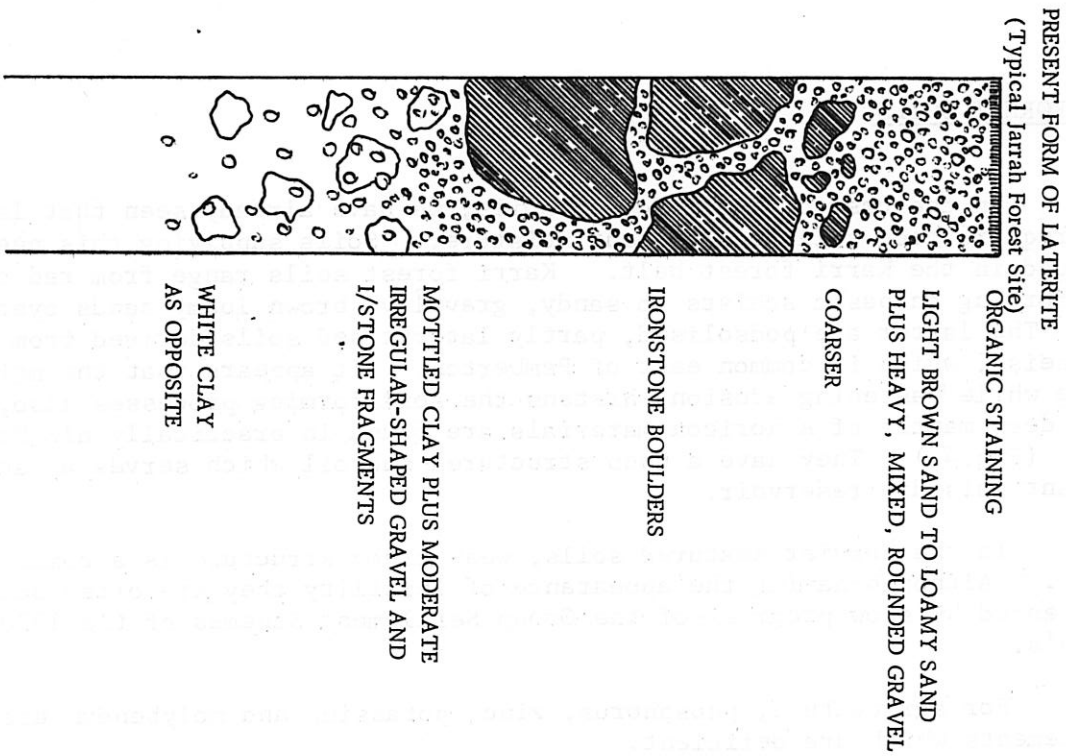 PRESENT FORM OF LATERITE
(Typical Jarrah Forest Site)
ORGANIC STAINING
LIGHT BROWN SAND TO LOAMY SAND
PLUS HEAVY, MIXED, ROUNDED GRAVEL
COARSER
IRONSTONE BOULDERS
MOTTLED CLAY PLUS MODERATE
IRREGULAR-SHAPED GRAVEL AND
I/STONE FRAGMENTS
WHITE CLAY
AS OPPOSITE